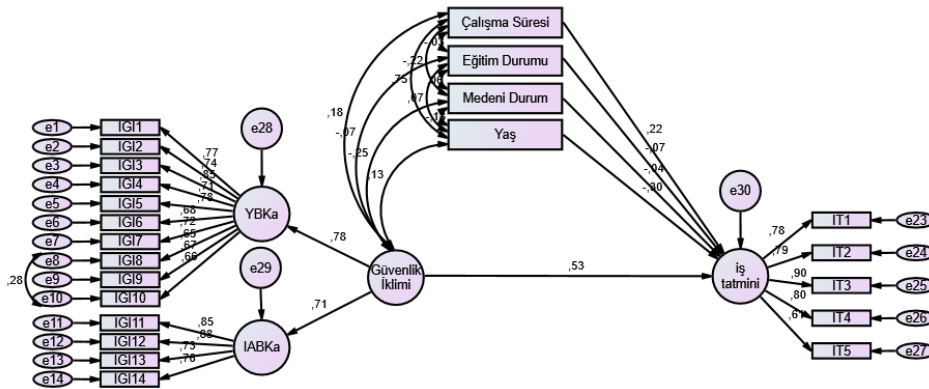 Çalışma Süresi
Eğitim Durumu
Medeni Durum
Yaş
-,22
,75
,07
,18
-,07
-,25
,13
,22
-,07
-,04
-,30
e28
e30
e1
IGI1
e2
IGI2
e3
IGI3
e4
IGI4
e5
IGI5
e6
IGI6
e7
IGI7
e8
IGI8
e9
IGI9
e10
IGI10
,28
,77
,74
,85
-,71
,78
,68
,72
,65
,67
,66
YBKa
,78
e29
Güvenlik
İklimi
,53
İş
tatmini
,71
e11
IGI11
e12
IGI12
e13
IGI13
e14
IGI14
,85
,88
,73
,76
IABKa
,78
,79
,90
,80
,61
IT1
e23
IT2
e24
IT3
e25
IT4
e26
IT5
e27